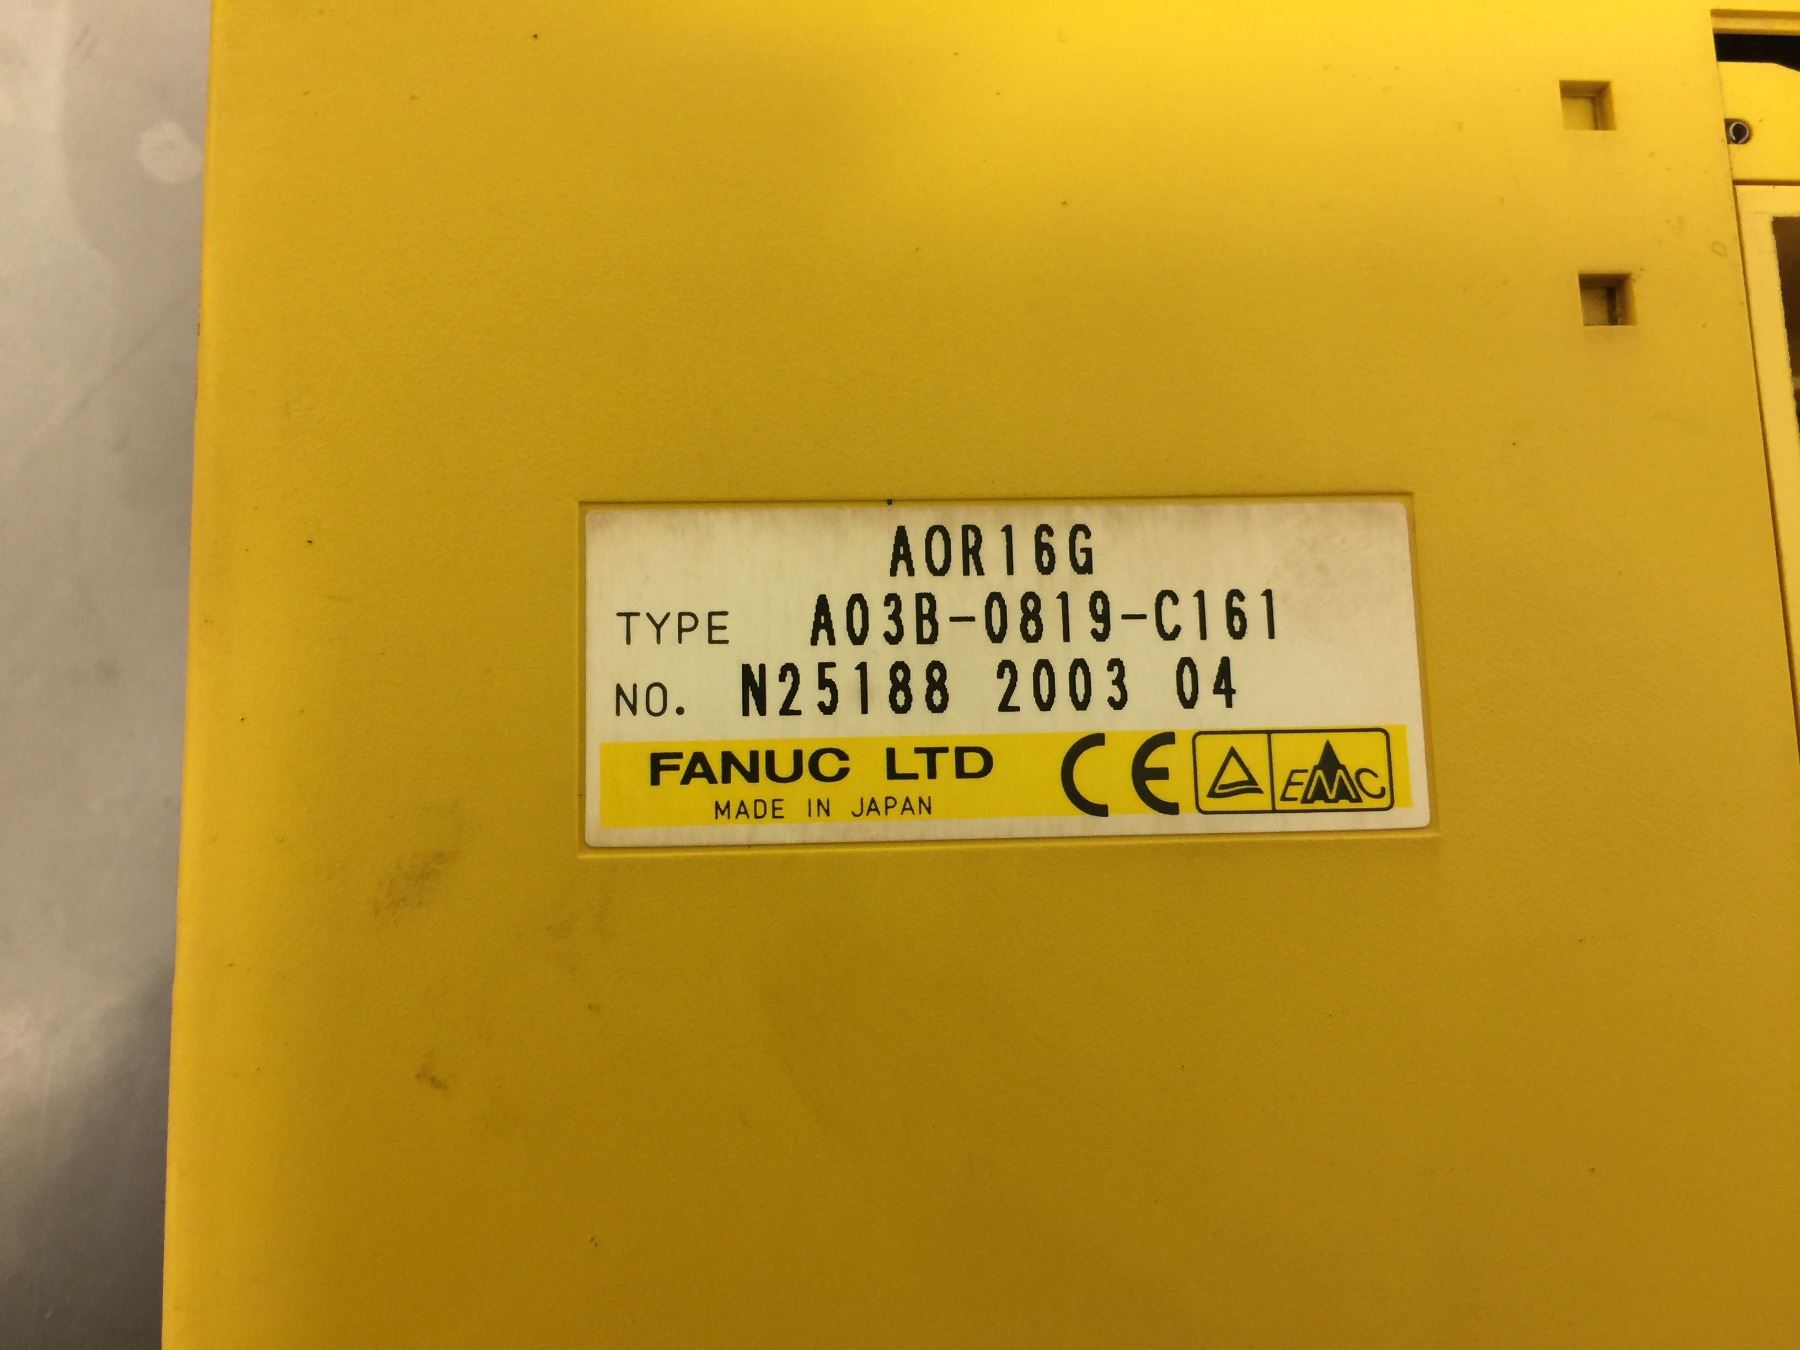 AOR16G
TYPE A03B-0819-C161
NO. N25188 2003 04
FANUC LTD CE EMC
MADE IN JAPAN